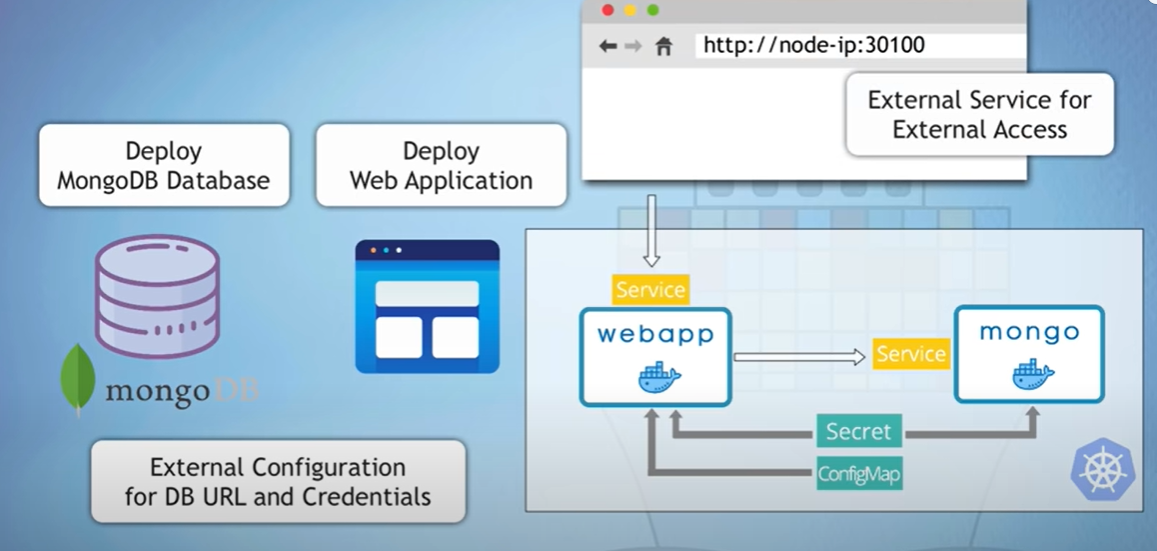 http://node-ip:30100
External Service for
External Access
Deploy
MongoDB Database
Deploy
Web Application
mongoDB
External Configuration
for DB URL and Credentials
Service
webapp
Service
mongo
Secret
ConfigMap